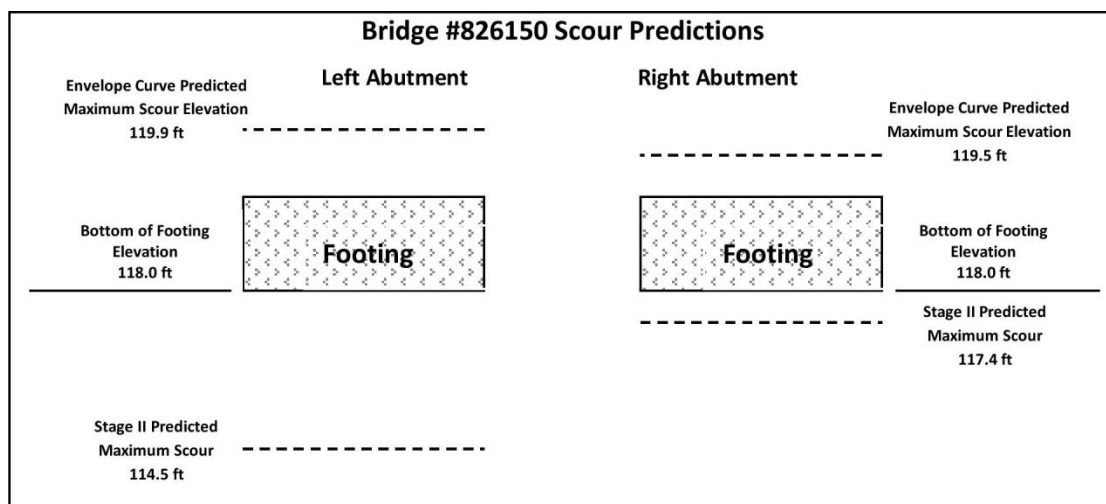 Bridge #826150 Scour Predictions
Left Abutment
Right Abutment
Envelope Curve Predicted
Maximum Scour Elevation
119.9 ft
Envelope Curve Predicted
Maximum Scour Elevation
119.5 ft
Bottom of Footing
Elevation
118.0 ft
Footing
Footing
Bottom of Footing
Elevation
118.0 ft
Stage II Predicted
Maximum Scour
117.4 ft
Stage II Predicted
Maximum Scour
114.5 ft